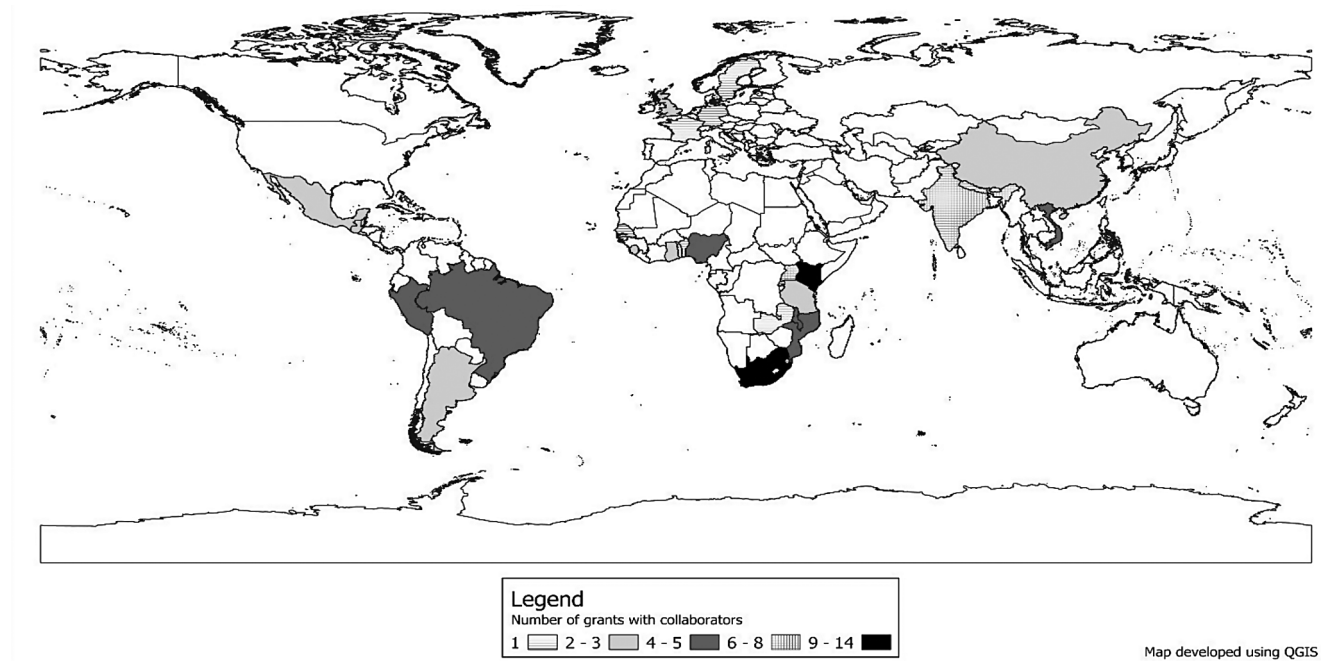 Legend
Number of grants with collaborators
1 2 - 3 4 - 5 6 - 8 9 - 14
Map developed using QGIS